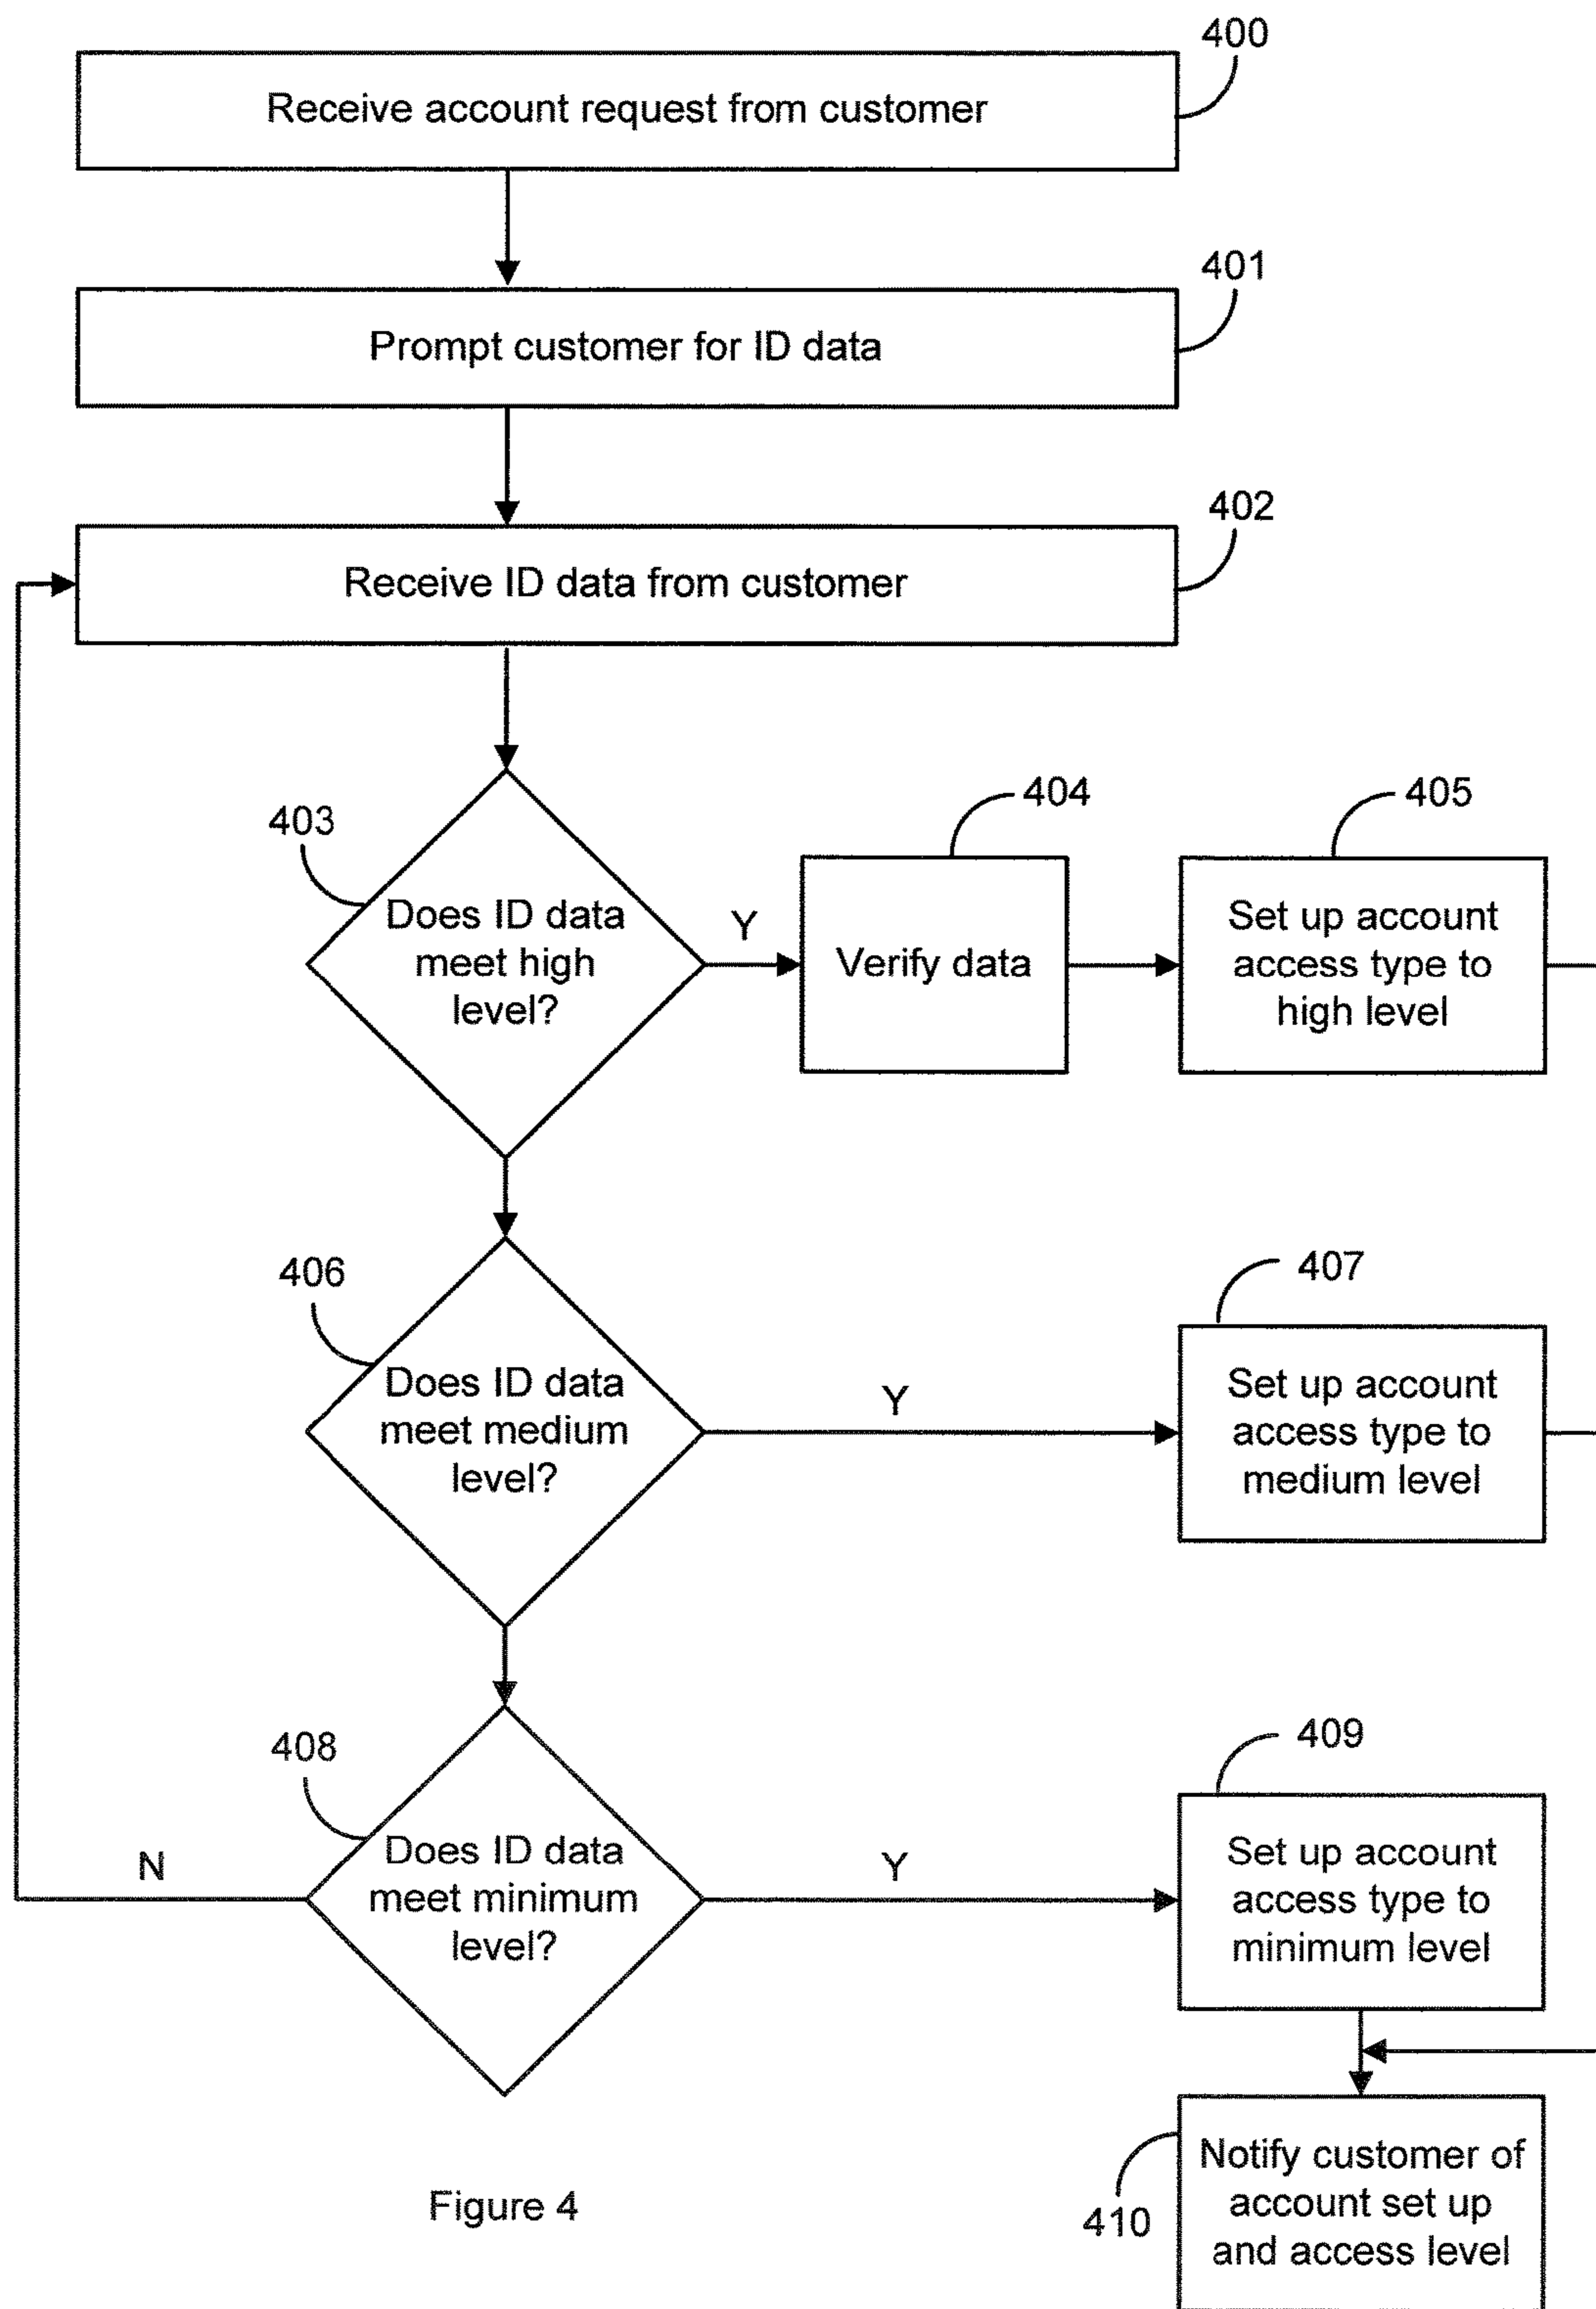 400
Receive account request from customer
401
Prompt customer for ID data
402
Receive ID data from customer
403
Does ID data
meet high
level?
Y
404
Verify data
405
Set up account
access type to
high level
406
Does ID data
meet medium
level?
Y
407
Set up account
access type to
medium level
408
Does ID data
meet minimum
level?
N
Y
409
Set up account
access type to
minimum level
410
Notify customer of
account set up
and access level
Figure 4